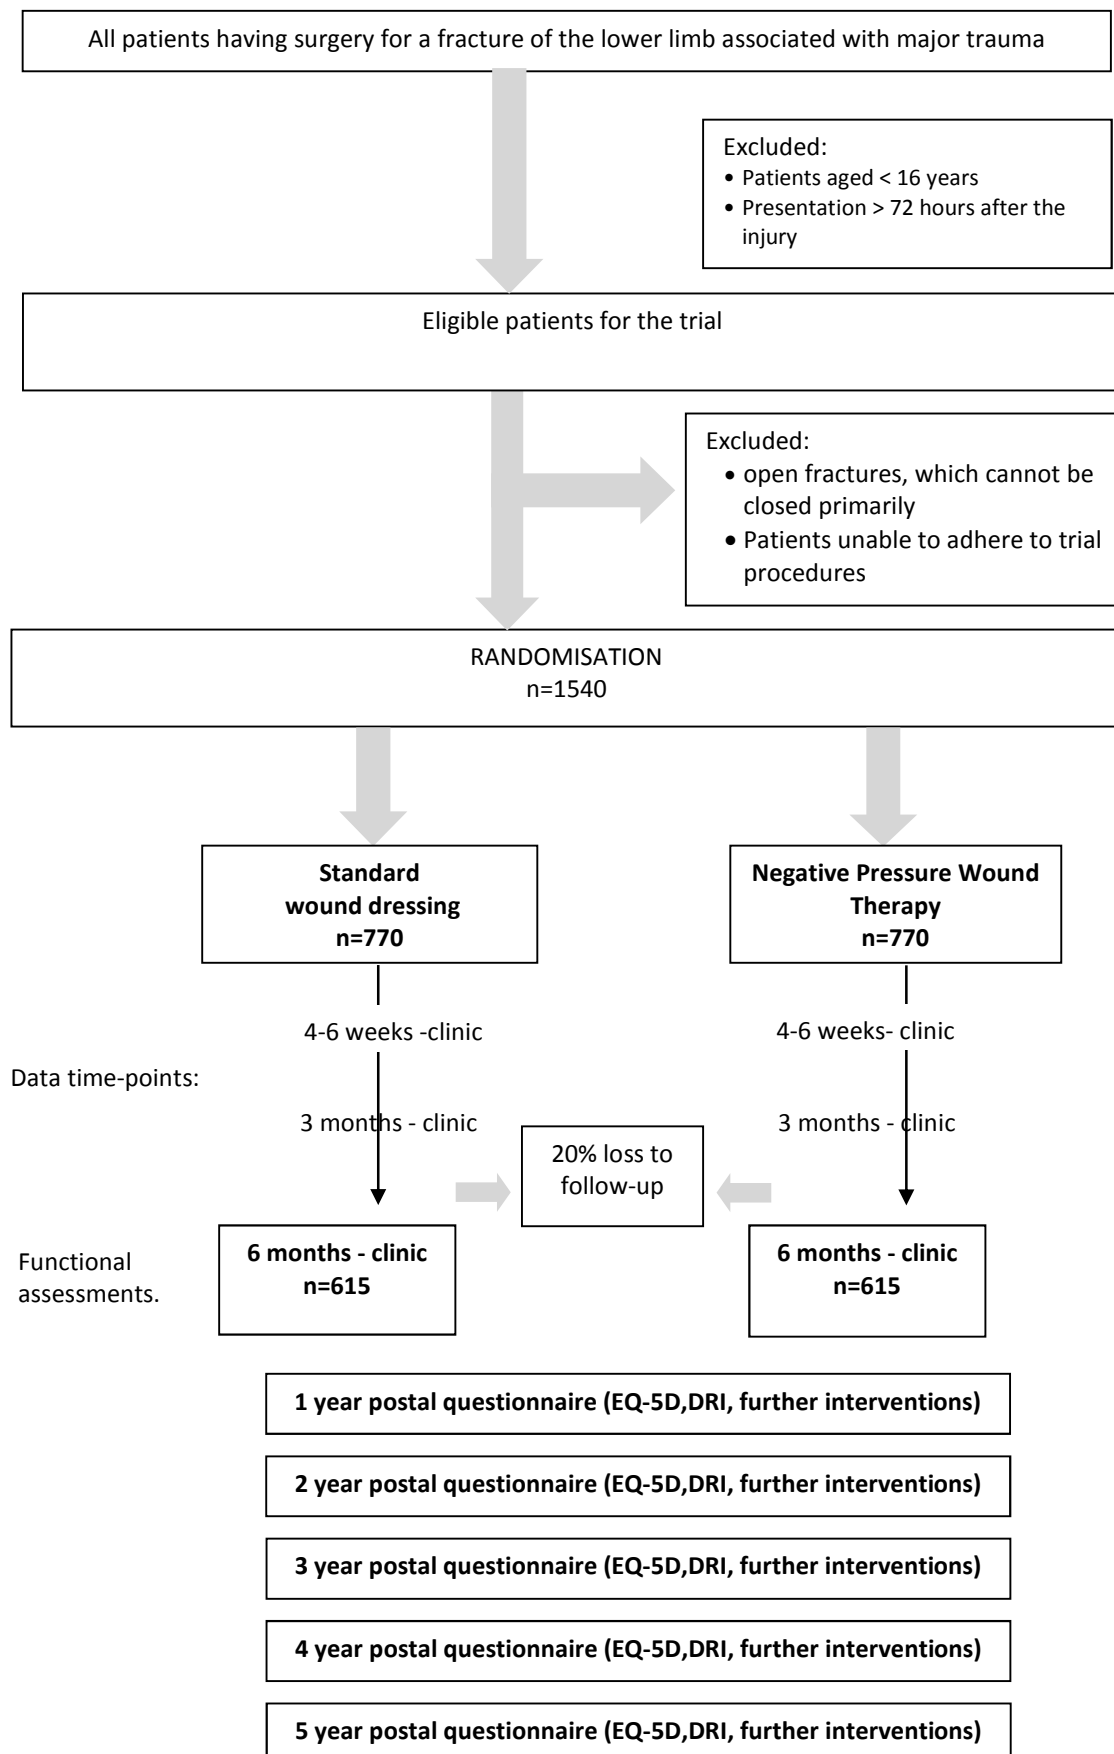 All patients having surgery for a fracture of the lower limb associated with major trauma
Excluded:
• Patients aged < 16 years
• Presentation > 72 hours after the
injury
Eligible patients for the trial
Excluded:
• open fractures, which cannot be
closed primarily
• Patients unable to adhere to trial
procedures
RANDOMISATION
n=1540
Standard
wound dressing
n=770
Negative Pressure Wound
Therapy
n=770
4-6 weeks -clinic
4-6 weeks- clinic
Data time-points:
3 months - clinic
3 months - clinic
20% loss to
follow-up
Functional
assessments.
6 months - clinic
n=615
6 months - clinic
n=615
1 year postal questionnaire (EQ-5D,DRI, further interventions)
2 year postal questionnaire (EQ-5D,DRI, further interventions)
3 year postal questionnaire (EQ-5D,DRI, further interventions)
4 year postal questionnaire (EQ-5D,DRI, further interventions)
5 year postal questionnaire (EQ-5D,DRI, further interventions)